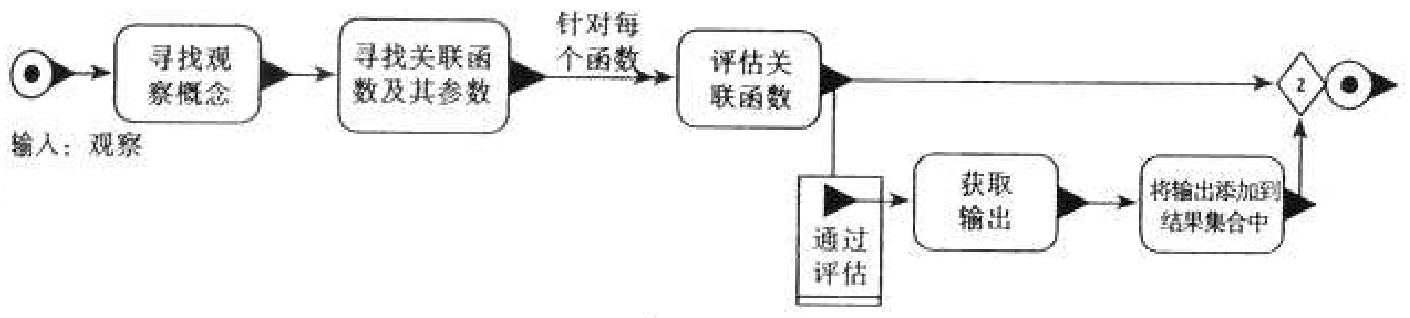 寻找观
察概念
寻找关联函
数及其参数
针对每
个函数
评估关
联函数
2
输入：观察
通过
评估
获取
输出
将输出添加到
结果集合中